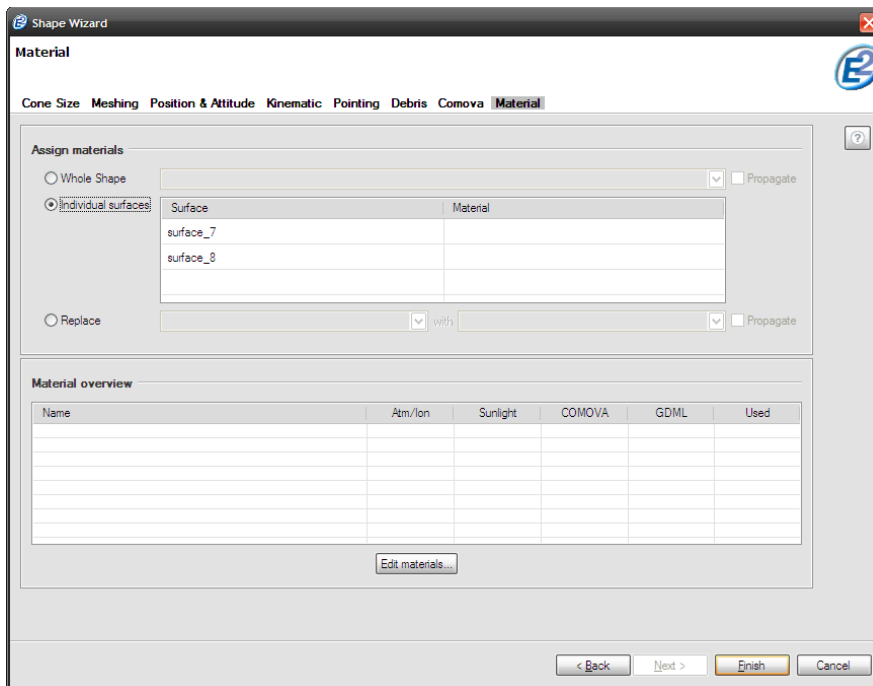 Shape Wizard
Material
E2
Cone Size Meshing Position & Attitude Kinematic Pointing Debris Comova Material
?
Assign materials
Whole Shape Propagate
Individual surfaces Surface Material
surface_7
surface_8
Replace with Propagate
Material overview
Name Atm/Ion Sunlight COMOVA GDML Used
Edit materials...
< Back Next > Finish Cancel